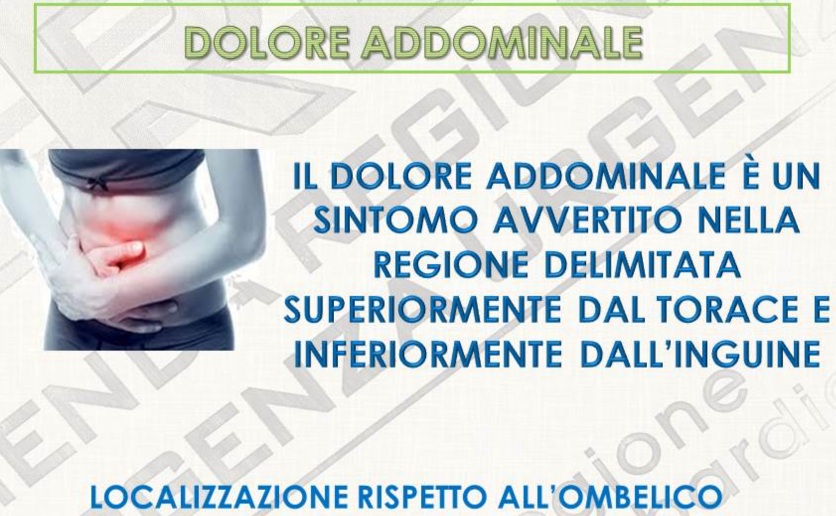 DOLORE ADDOMINALE
IL DOLORE ADDOMINALE È UN
SINTOMO AVVERTITO NELLA
REGIONE DELIMITATA
SUPERIORMENTE DAL TORACE E
INFERIORMENTE DALL'INGUINE
LOCALIZZAZIONE RISPETTO ALL'OMBELICO